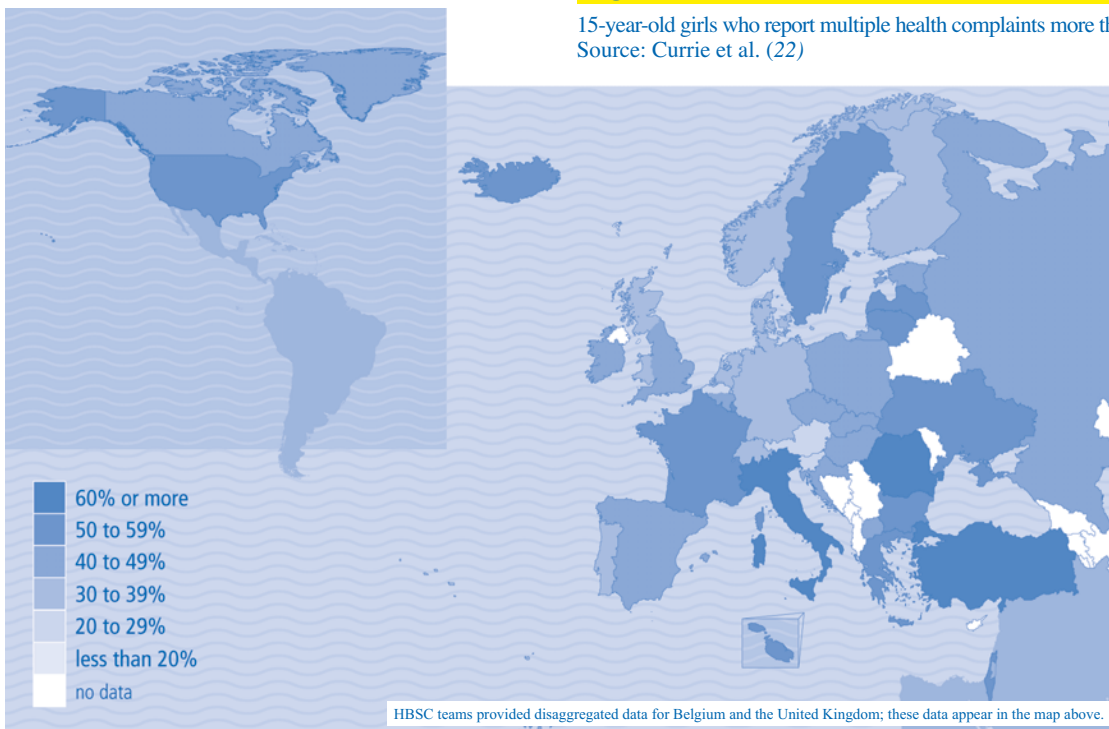 15-year-old girls who report multiple health complaints more
Source: Currie et al. (22)
60% or more
50 to 59%
40 to 49%
30 to 39%
20 to 29%
less than 20%
no data
HBSC teams provided disaggregated data for Belgium and the United Kingdom; these data appear in the map above.